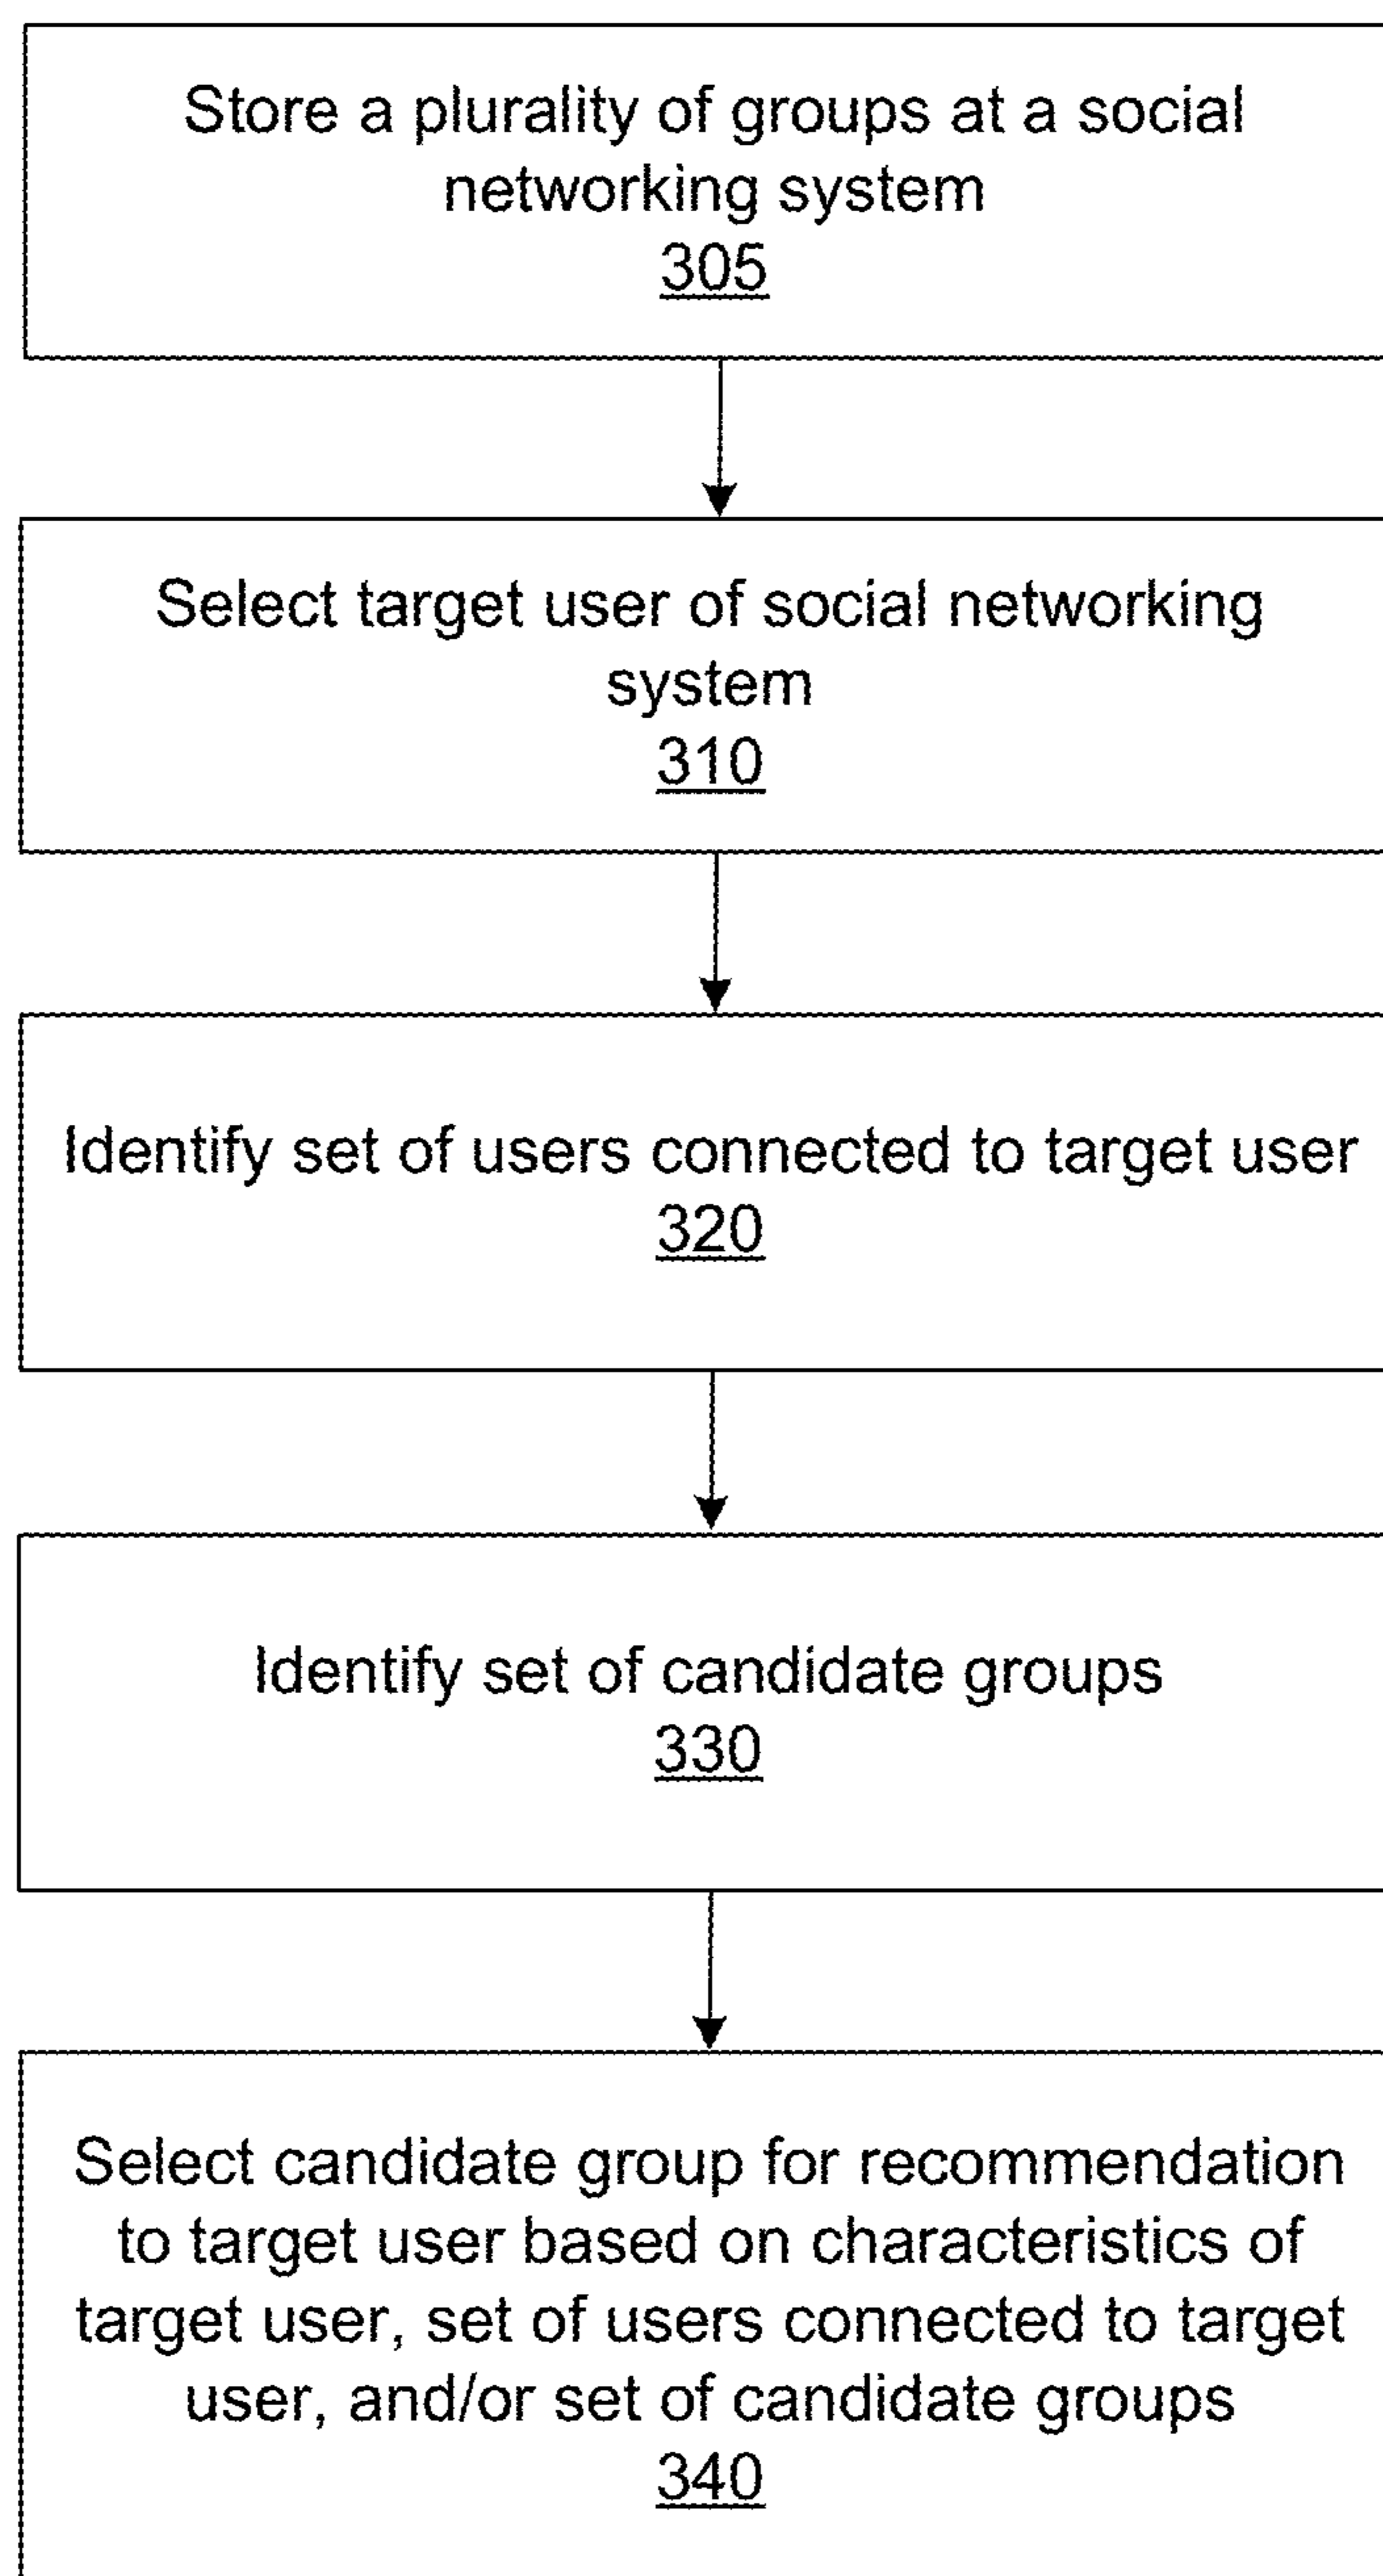 Store a plurality of groups at a social
networking system
305
Select target user of social networking
system
310
Identify set of users connected to target user
320
Identify set of candidate groups
330
Select candidate group for recommendation
to target user based on characteristics of
target user, set of users connected to target
user, and/or set of candidate groups
340